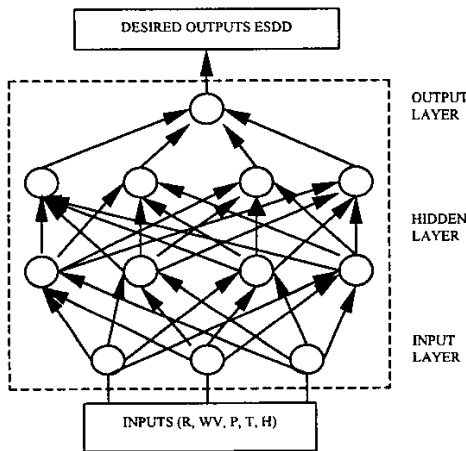 DESIRED OUTPUTS ESDD
OUTPUT
LAYER
HIDDEN
LAYER
INPUT
LAYER
INPUTS (R, WV, P, T, H)